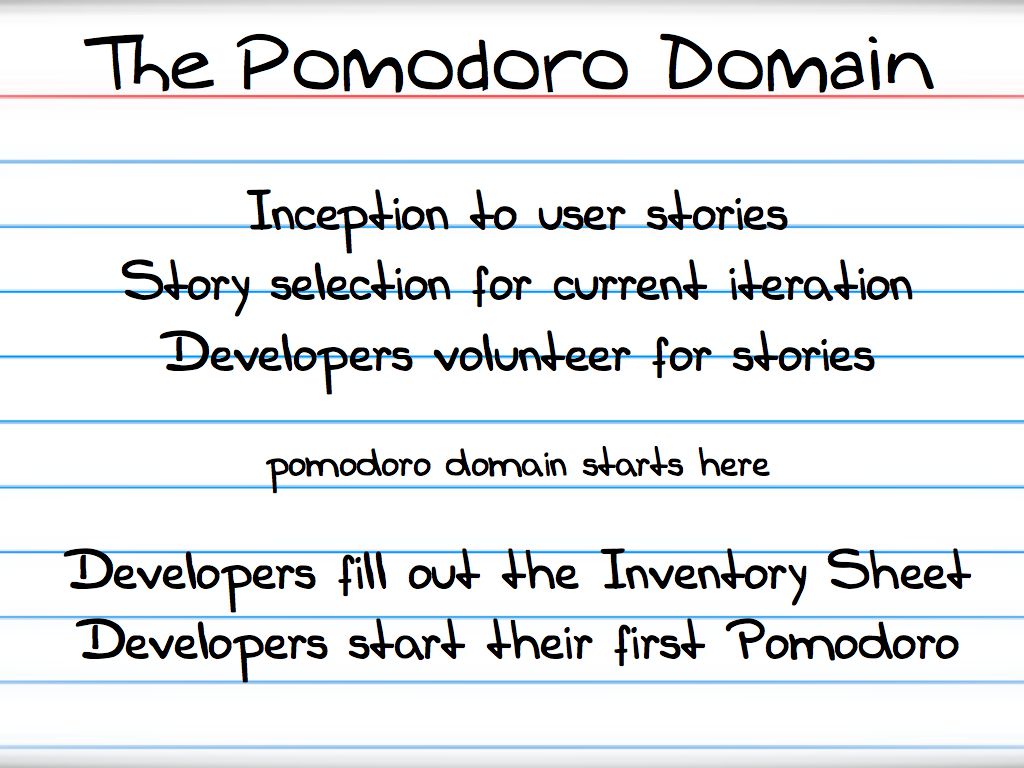 The Pomodoro Domain
Inception to user stories
Story selection for current iteration
Developers volunteer for stories
pomodoro domain starts here
Developers fill out the Inventory Sheet
Developers start their first Pomodoro